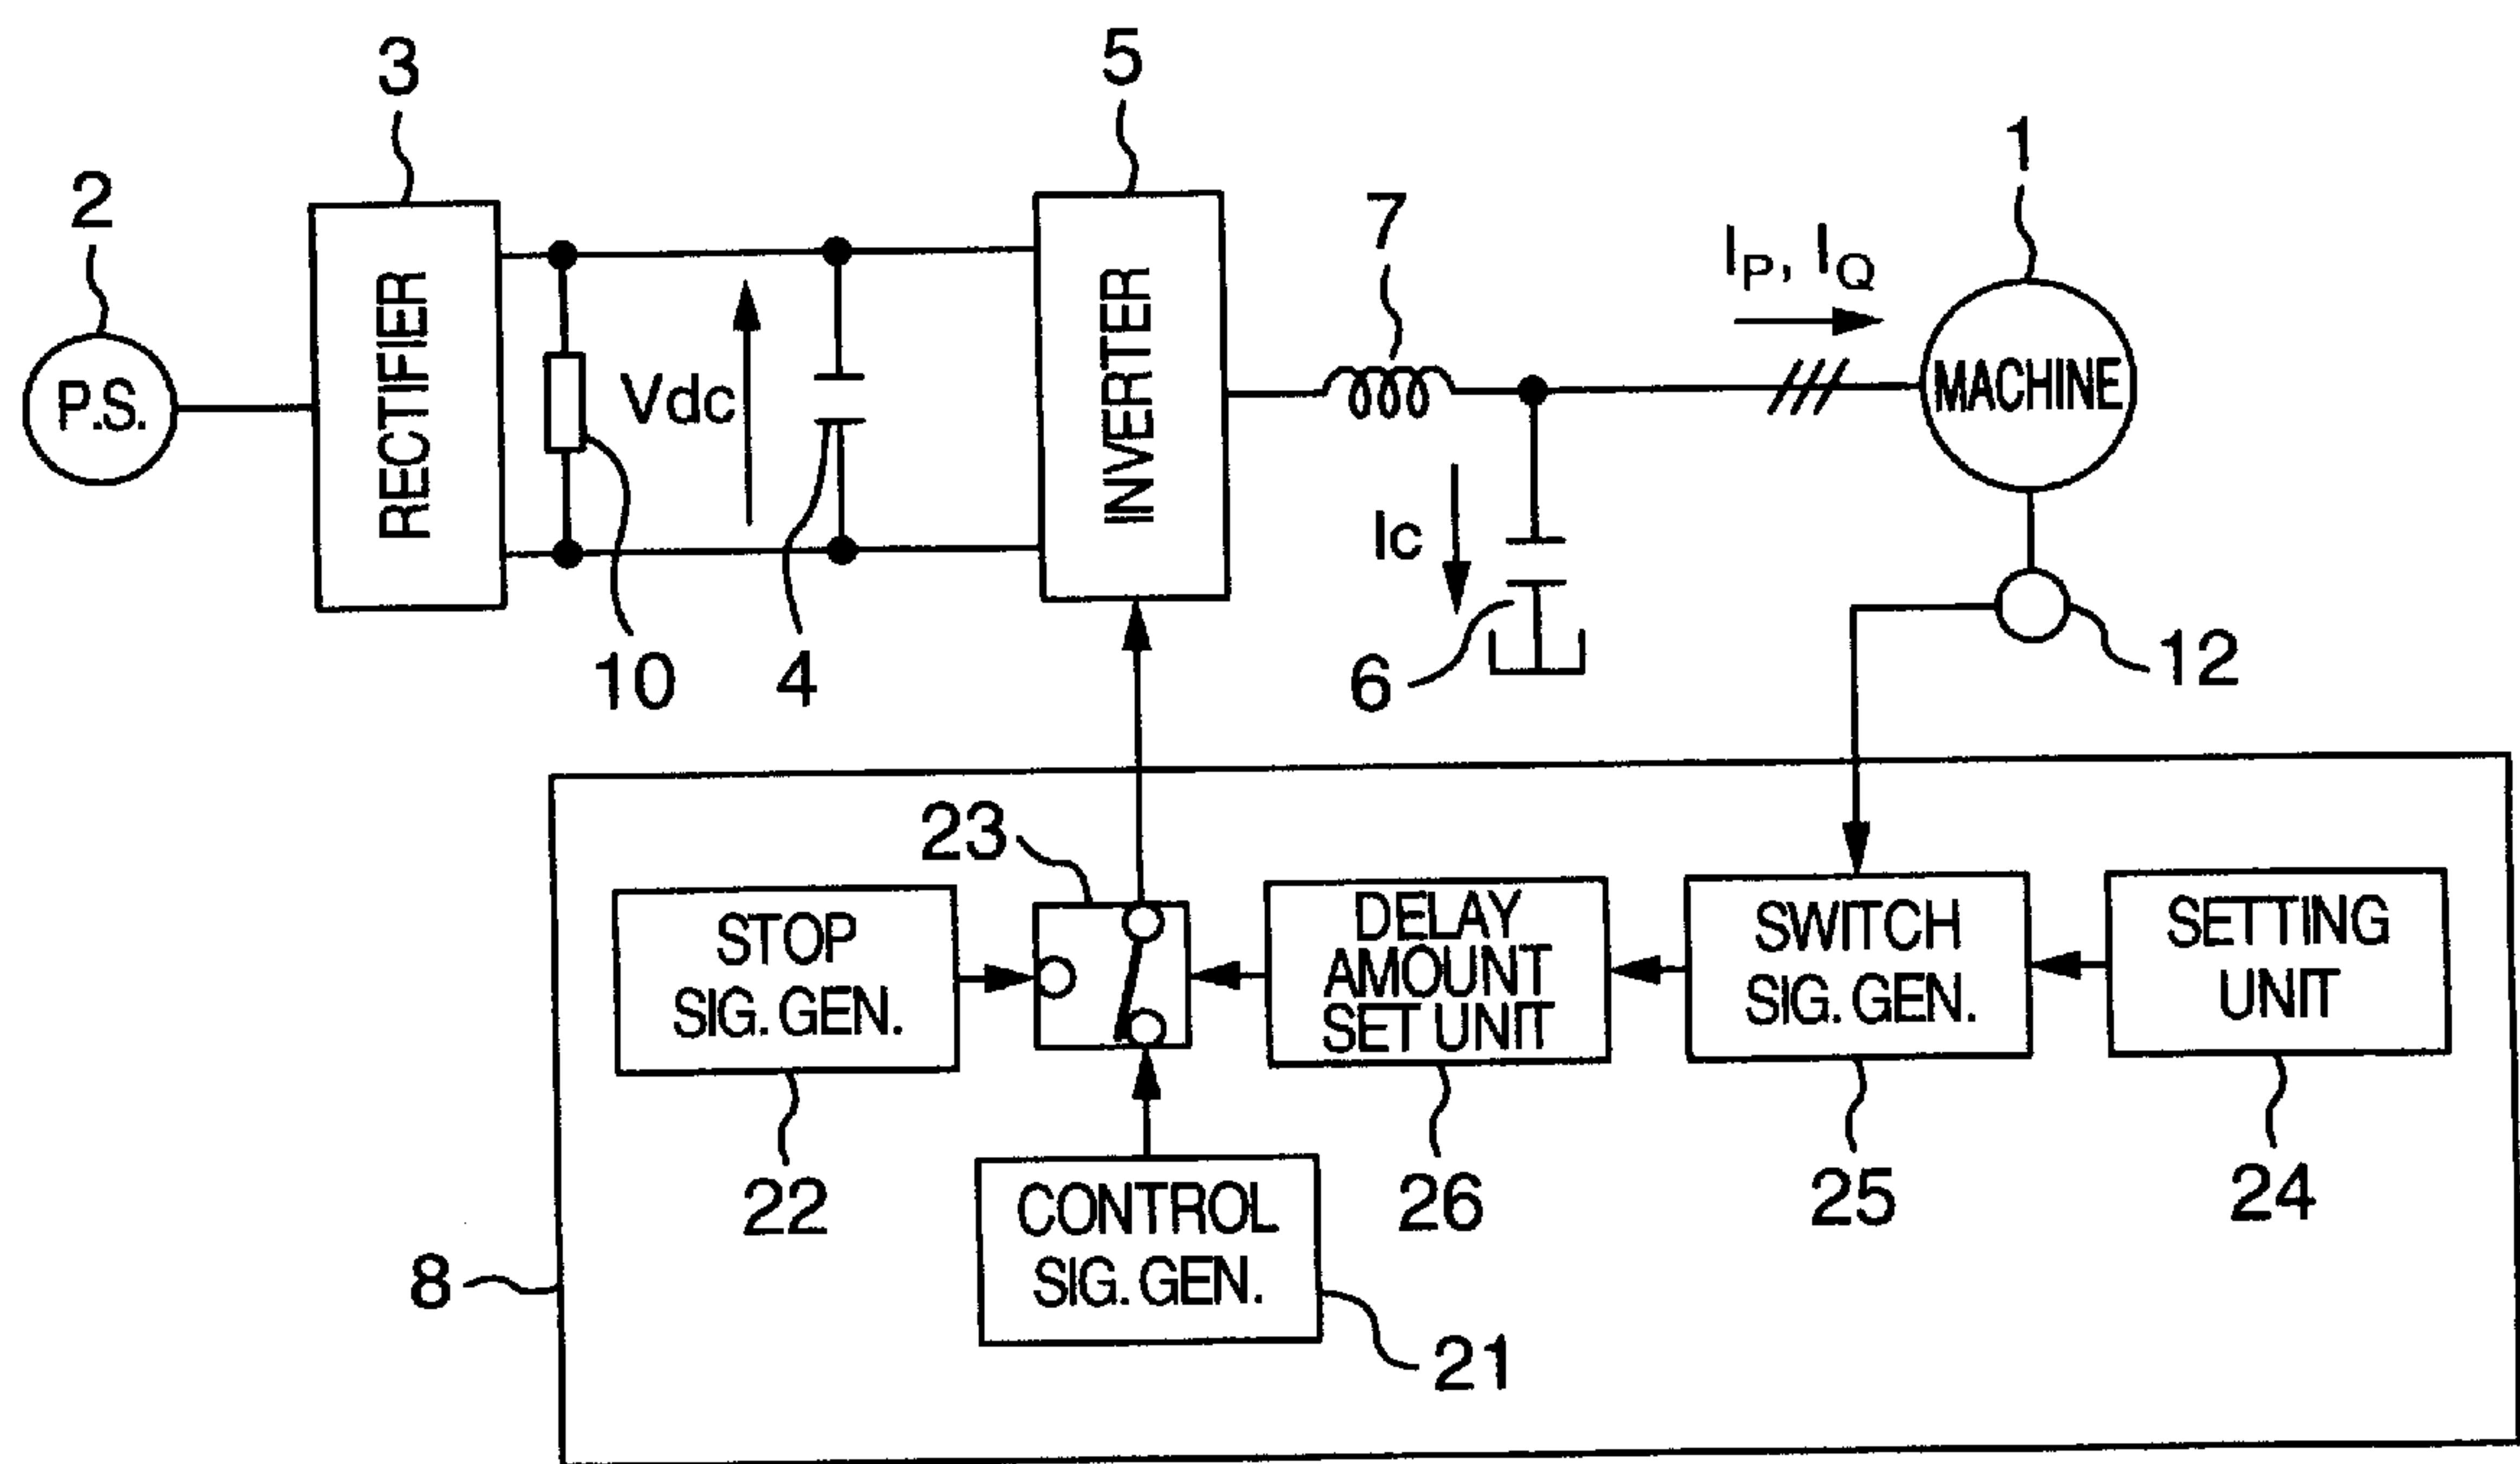 3
5
1
2
7
IP, IQ
P.S.
RECTIFIER
Vdc
INVERTER
MACHINE
Ic
10
4
6
12
23
STOP
SIG. GEN.
DELAY
AMOUNT
SET UNIT
SWITCH
SIG. GEN.
SETTING
UNIT
22
26
25
24
CONTROL
SIG. GEN.
8
21